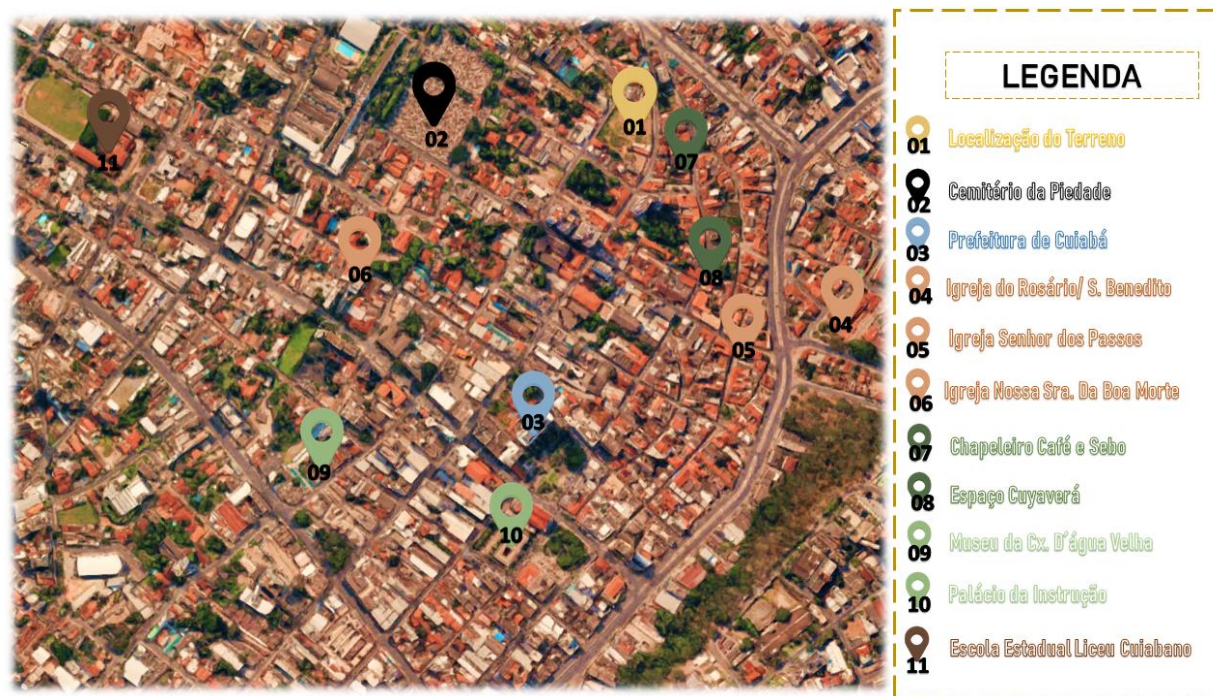 01
02
07
11
06
08
04
05
03
09
10
LEGENDA
01 Localização do Terreno
02 Cemitério da Piedade
03 Prefeitura de Cuiabá
04 Igreja do Rosário/ S. Benedito
05 Igreja Senhor dos Passos
06 Igreja Nossa Sra. Da Boa Morte
07 Chapeleiro Café e Sebo
08 Espaço Cuyaverá
09 Museu da Cx. D'água Velha
10 Palácio da Instrução
11 Escola Estadual Liceu Cuiabano